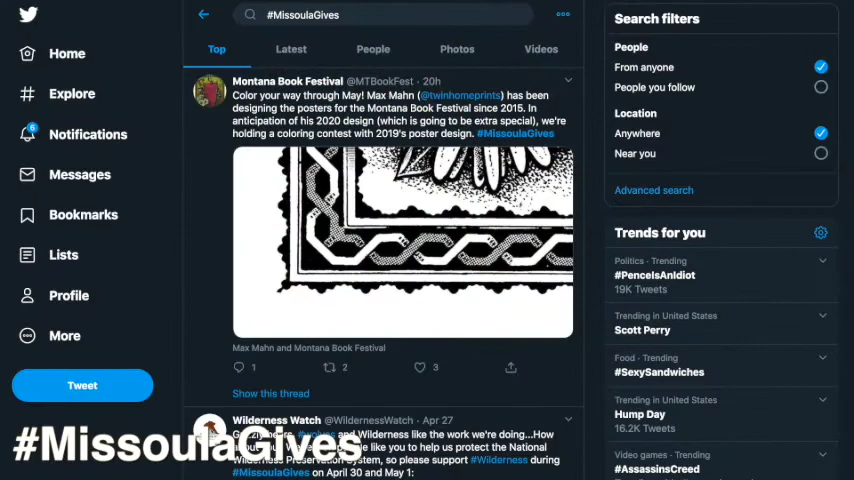 #MissoulaGives
Home
Explore
6
Notifications
Messages
Bookmarks
Lists
Profile
More
Tweet
Top
Latest
People
Photos
Videos
Montana Book Festival @MTBookFest · 20h
Color your way through May! Max Mahn (@twinhomeprints) has been
designing the posters for the Montana Book Festival since 2015. In
anticipation of his 2020 design (which is going to be extra special), we're
holding a coloring contest with 2019's poster design. #MissoulaGives
Max Mahn and Montana Book Festival
1
2
3
Show this thread
Wilderness Watch @WildernessWatch · Apr 27
#wolves and Wilderness like the work we're doing...How
like you to help us protect the National
Wilderness Preservation System, so please support #Wilderness during
#MissoulaGives on April 30 and May 1:
#MissoulaGives
Search filters
People
From anyone
People you follow
Location
Anywhere
Near you
Advanced search
Trends for you
Politics · Trending
#PenceIsAnIdiot
19K Tweets
Trending in United States
Scott Perry
Food · Trending
#SexySandwiches
Trending in United States
Hump Day
16.2K Tweets
Video games · Trending
#AssassinsCreed